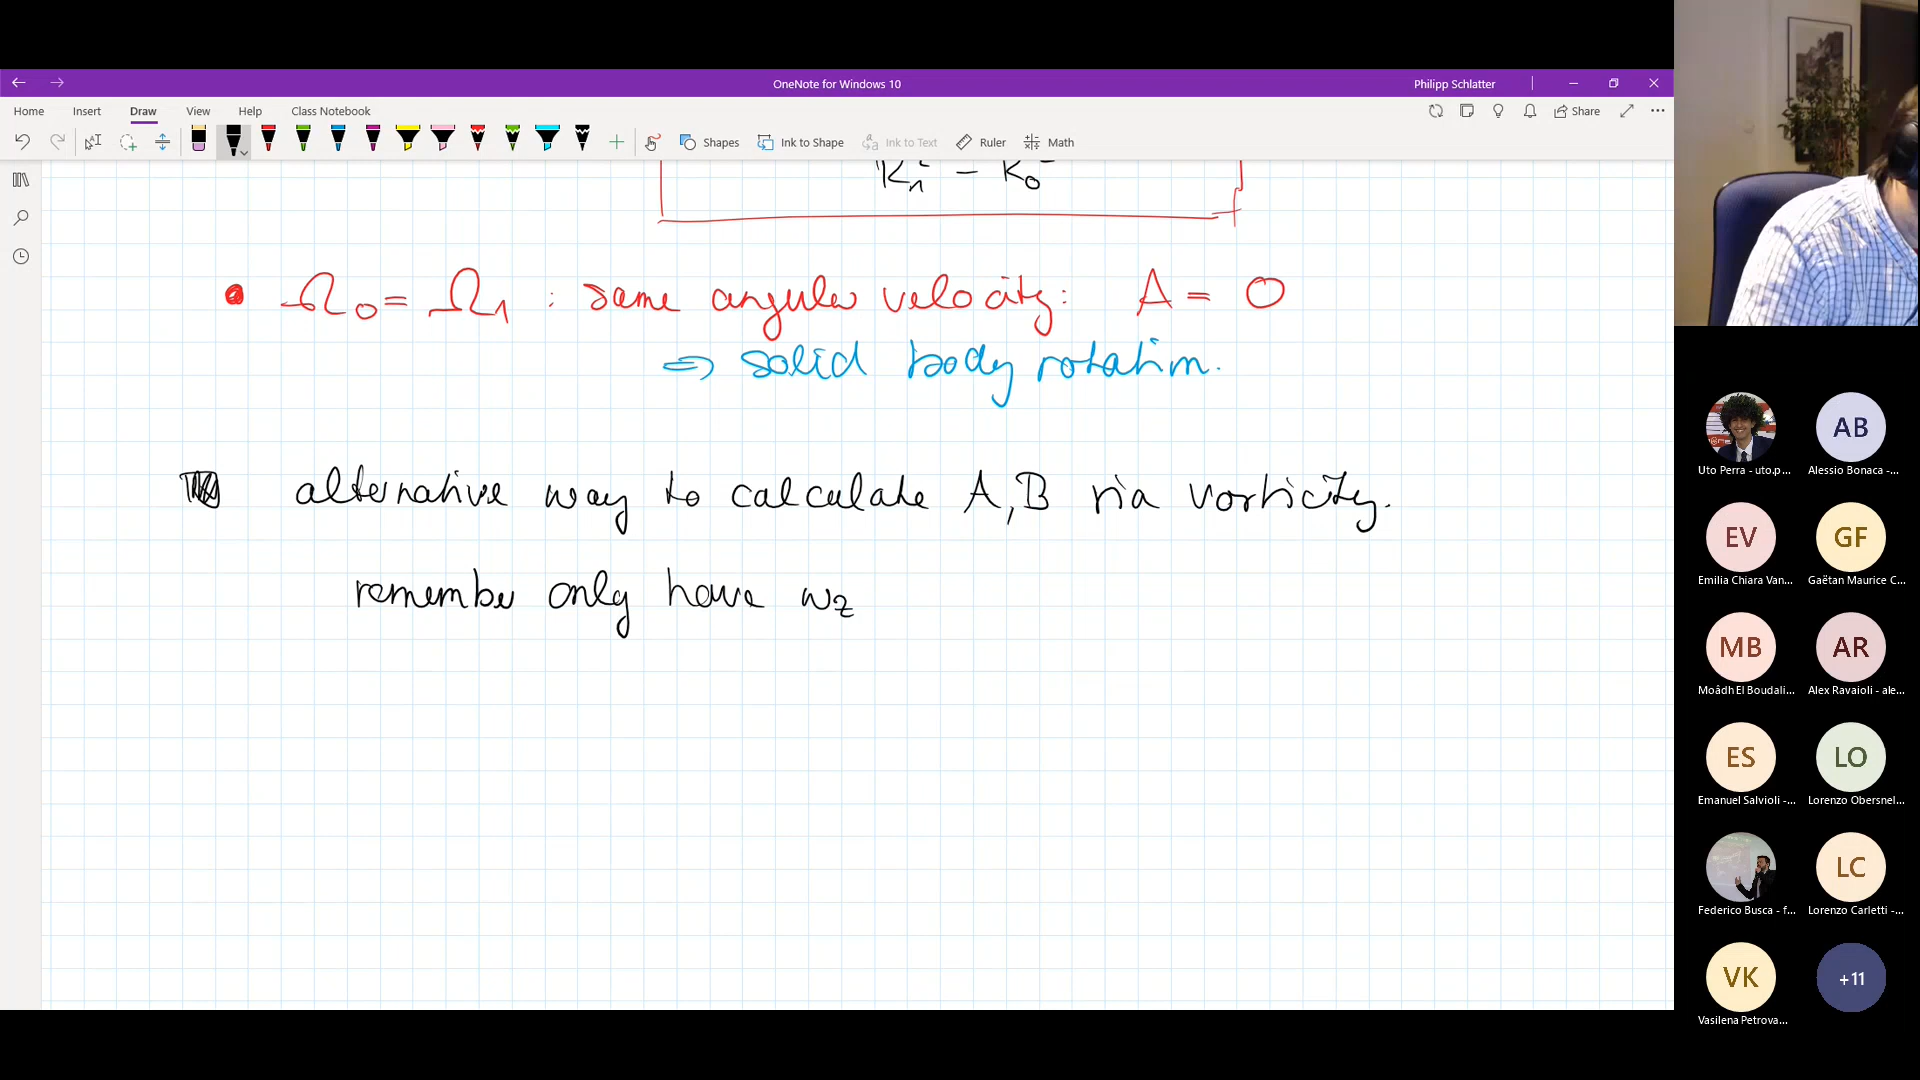 OneNote for Windows 10
Philipp Schlatter
Home Insert Draw View Help Class Notebook
Share
Shapes Ink to Shape Ink to Text Ruler Math
R₁² − R₀²
Ω₀ = Ω₁ : same angular velocity: A = 0
⇒ solid body rotation.
alternative way to calculate A, B via vorticity.
remember only have ωz
Uto Perra - uto.p...
AB
Alessio Bonaca -...
EV
Emilia Chiara Van...
GF
Gaëtan Maurice C...
MB
Moâdh El Boudali...
AR
Alex Ravaioli - ale...
ES
Emanuel Salvioli -...
LO
Lorenzo Obersnel...
Federico Busca - f...
LC
Lorenzo Carletti -...
VK
Vasilena Petrova...
+11